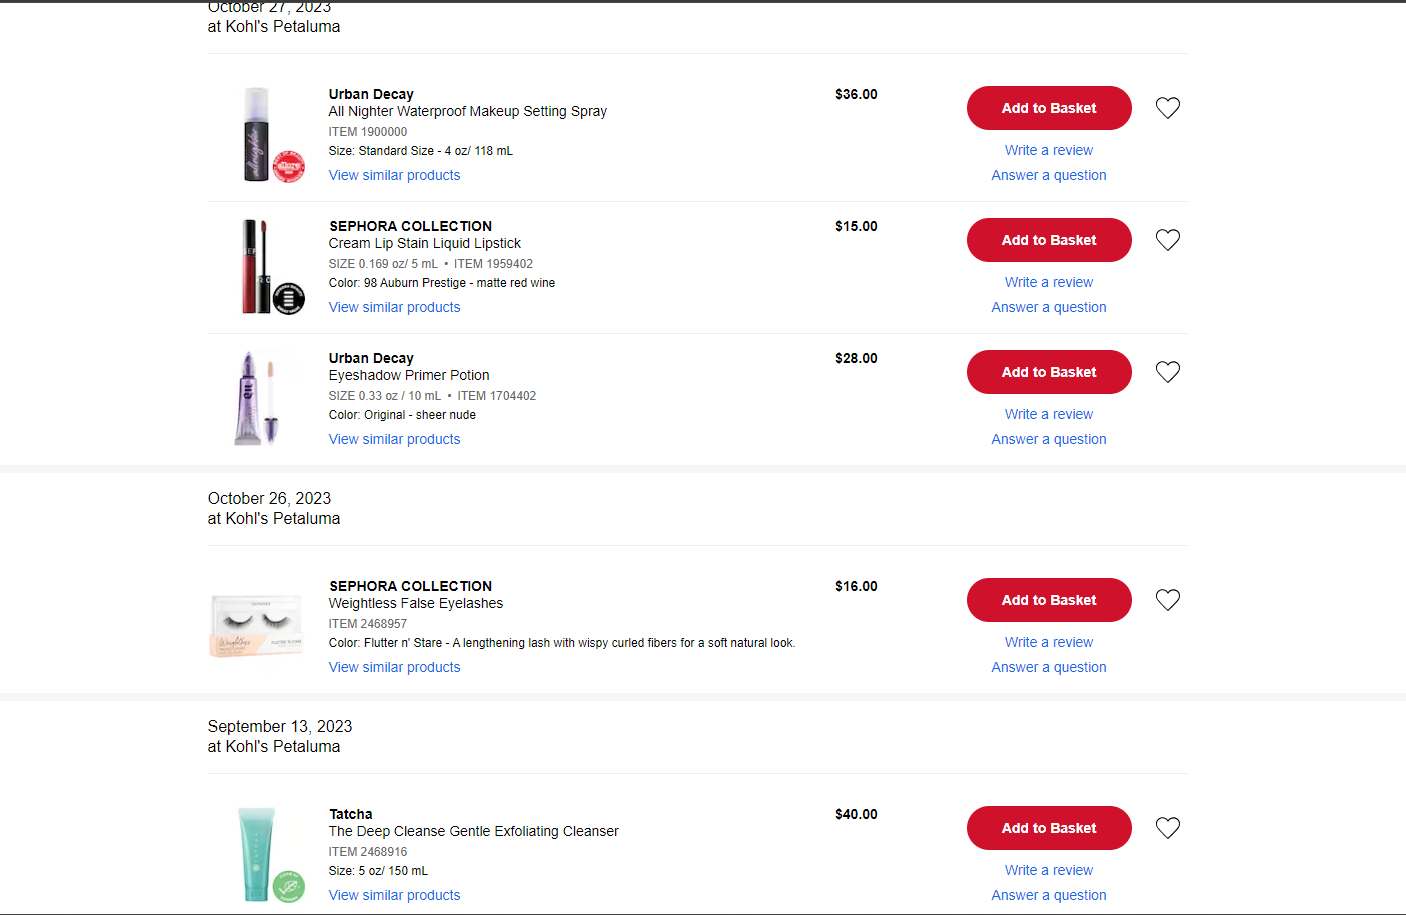 October 27, 2023
at Kohl's Petaluma
Urban Decay
$36.00
Add to Basket
All Nighter Waterproof Makeup Setting Spray
ITEM 1900000
Size: Standard Size - 4 oz/ 118 mL
Write a review
View similar products
Answer a question
allnighter
SEPHORA COLLECTION
$15.00
Add to Basket
Cream Lip Stain Liquid Lipstick
SIZE 0.169 oz/ 5 mL • ITEM 1959402
Color: 98 Auburn Prestige - matte red wine
Write a review
View similar products
Answer a question
Urban Decay
$28.00
Add to Basket
Eyeshadow Primer Potion
SIZE 0.33 oz / 10 mL • ITEM 1704402
Color: Original - sheer nude
Write a review
View similar products
Answer a question
October 26, 2023
at Kohl's Petaluma
SEPHORA COLLECTION
$16.00
Add to Basket
Weightless False Eyelashes
ITEM 2468957
Color: Flutter n' Stare - A lengthening lash with wispy curled fibers for a soft natural look.
Write a review
View similar products
Answer a question
SEPHORA
Weightless
September 13, 2023
at Kohl's Petaluma
Tatcha
$40.00
Add to Basket
The Deep Cleanse Gentle Exfoliating Cleanser
ITEM 2468916
Size: 5 oz/ 150 mL
Write a review
View similar products
Answer a question